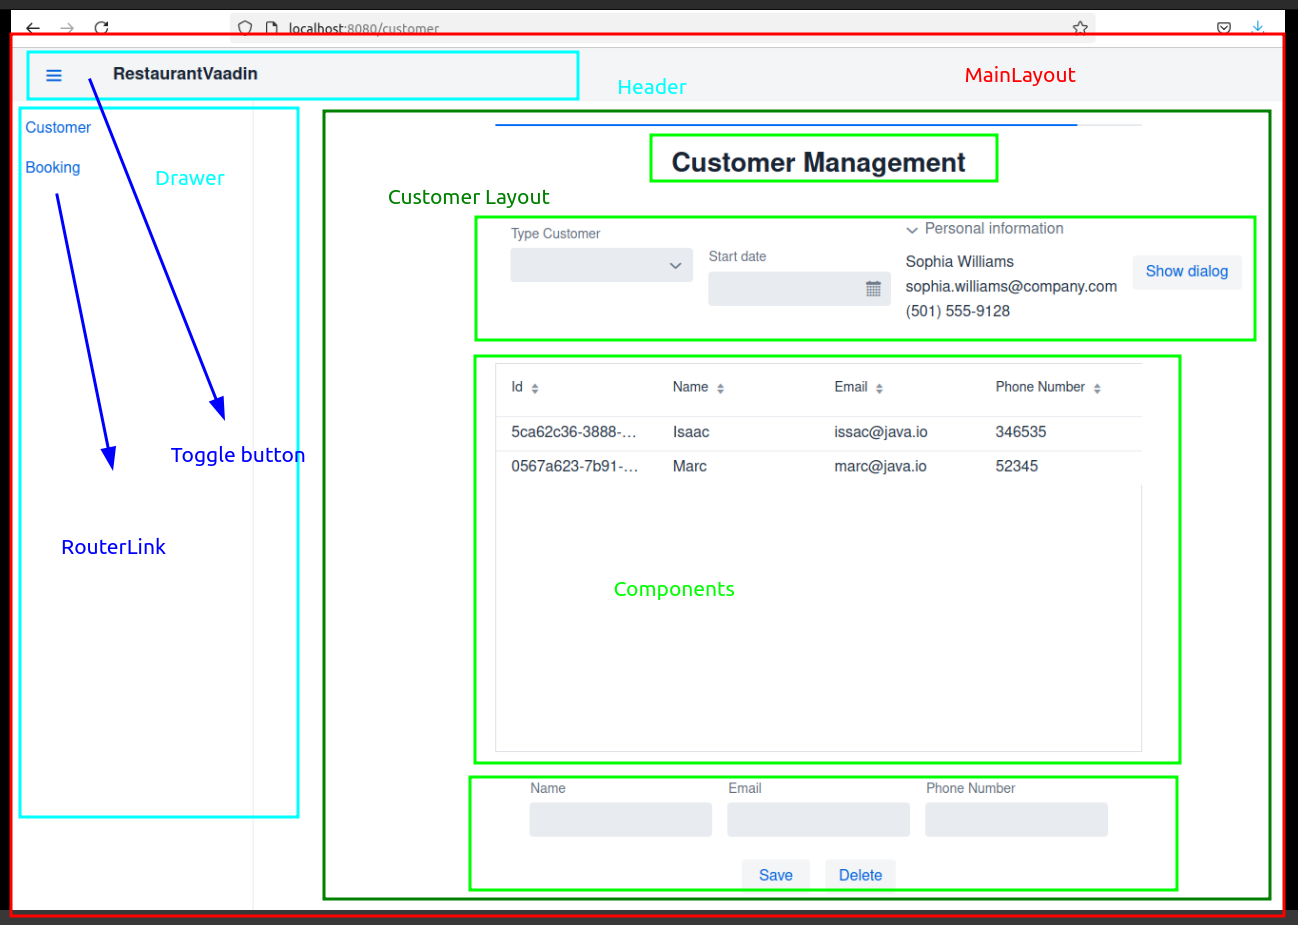 localhost:8080/customer
RestaurantVaadin
Header
MainLayout
Customer
Booking
Drawer
Toggle button
RouterLink
Customer Management
Customer Layout
Type Customer
Start date
Personal information
Sophia Williams
sophia.williams@company.com
(501) 555-9128
Show dialog
Id Name Email Phone Number
5ca62c36-3888-... Isaac issac@java.io 346535
0567a623-7b91-... Marc marc@java.io 52345
Components
Name Email Phone Number
Save Delete